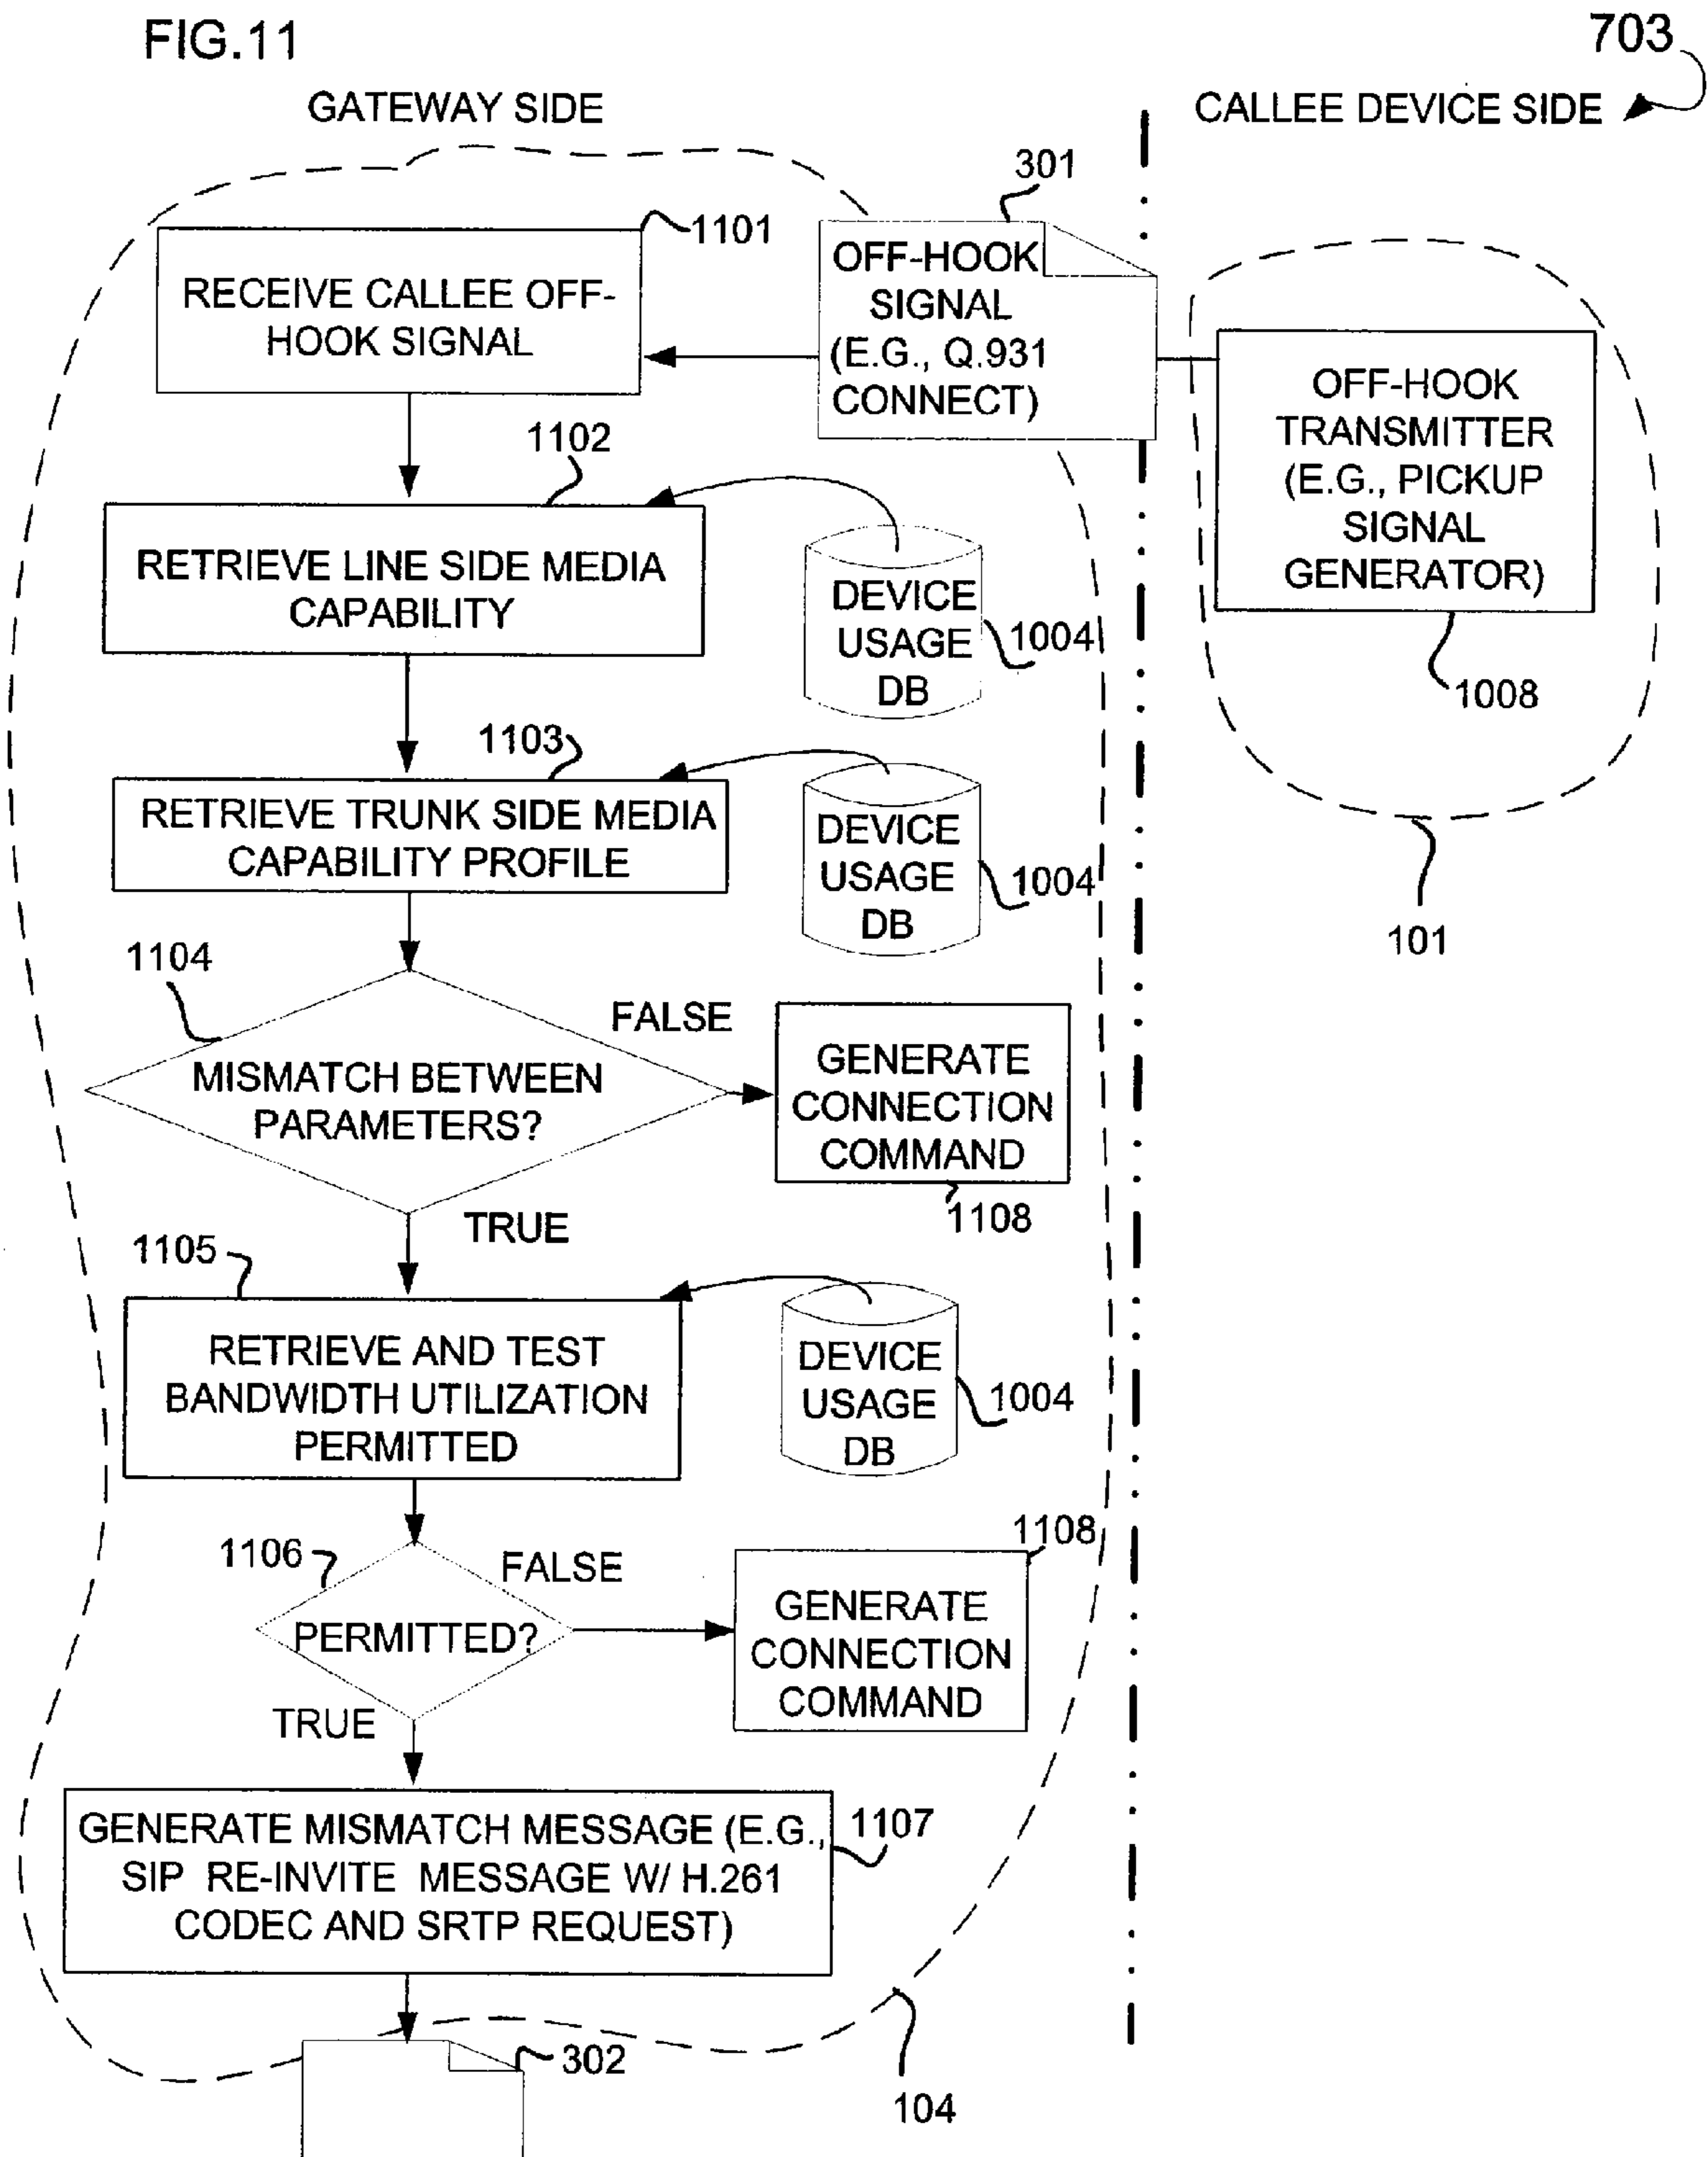 FIG.11
703
GATEWAY SIDE
CALLEE DEVICE SIDE
301
1101
RECEIVE CALLEE OFF-
HOOK SIGNAL
OFF-HOOK
SIGNAL
(E.G., Q.931
CONNECT)
OFF-HOOK
TRANSMITTER
(E.G., PICKUP
SIGNAL
GENERATOR)
1008
101
1102
RETRIEVE LINE SIDE MEDIA
CAPABILITY
DEVICE
USAGE
DB
1004
1103
RETRIEVE TRUNK SIDE MEDIA
CAPABILITY PROFILE
DEVICE
USAGE
DB
1004
1104
MISMATCH BETWEEN
PARAMETERS?
FALSE
GENERATE
CONNECTION
COMMAND
1108
TRUE
1105
RETRIEVE AND TEST
BANDWIDTH UTILIZATION
PERMITTED
DEVICE
USAGE
DB
1004
1106
PERMITTED?
FALSE
1108
GENERATE
CONNECTION
COMMAND
TRUE
GENERATE MISMATCH MESSAGE (E.G.,
SIP RE-INVITE MESSAGE W/ H.261
CODEC AND SRTP REQUEST)
1107
302
104